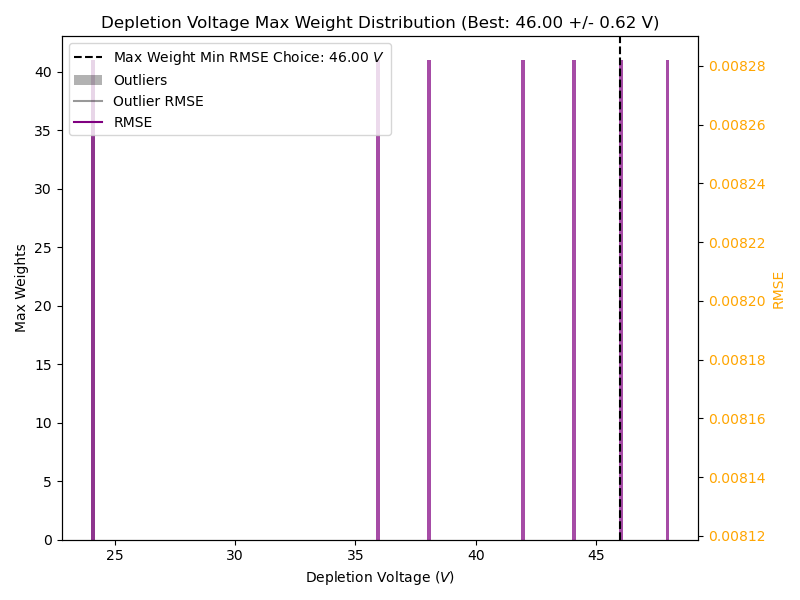 Depletion Voltage Max Weight Distribution (Best: 46.00 +/- 0.62 V)
Max Weight Min RMSE Choice: 46.00 V
Outliers
Outlier RMSE
RMSE
40
35
30
25
20
15
10
5
0
Max Weights
25 30 35 40 45
Depletion Voltage (V)
0.00828
0.00826
0.00824
0.00822
0.00820
0.00818
0.00816
0.00814
0.00812
RMSE